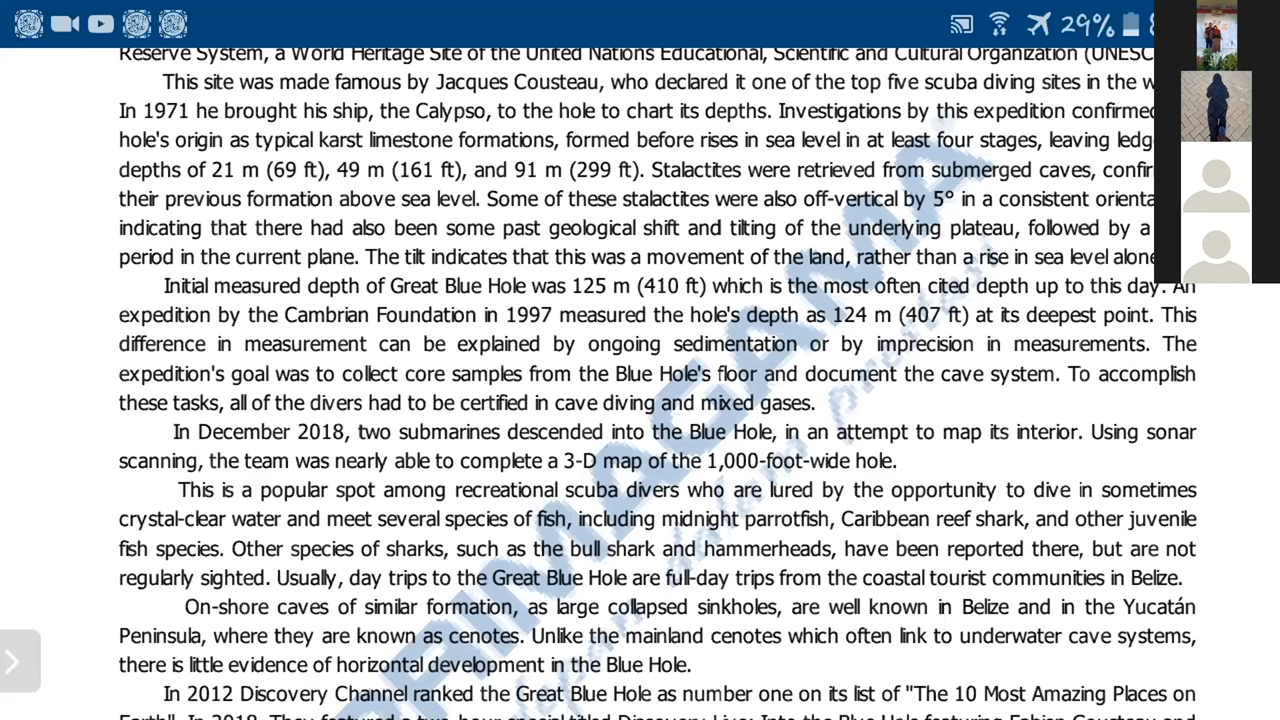 29%
Reserve System, a World Heritage Site of the United Nations Educational, Scientific and Cultural Organization (UNESC
This site was made famous by Jacques Cousteau, who declared it one of the top five scuba diving sites in the w
In 1971 he brought his ship, the Calypso, to the hole to chart its depths. Investigations by this expedition confirmed
hole's origin as typical karst limestone formations, formed before rises in sea level in at least four stages, leaving ledg
depths of 21 m (69 ft), 49 m (161 ft), and 91 m (299 ft). Stalactites were retrieved from submerged caves, confir
their previous formation above sea level. Some of these stalactites were also off-vertical by 5° in a consistent orienta
indicating that there had also been some past geological shift and tilting of the underlying plateau, followed by a
period in the current plane. The tilt indicates that this was a movement of the land, rather than a rise in sea level alone
Initial measured depth of Great Blue Hole was 125 m (410 ft) which is the most often cited depth up to this day. An
expedition by the Cambrian Foundation in 1997 measured the hole's depth as 124 m (407 ft) at its deepest point. This
difference in measurement can be explained by ongoing sedimentation or by imprecision in measurements. The
expedition's goal was to collect core samples from the Blue Hole's floor and document the cave system. To accomplish
these tasks, all of the divers had to be certified in cave diving and mixed gases.
In December 2018, two submarines descended into the Blue Hole, in an attempt to map its interior. Using sonar
scanning, the team was nearly able to complete a 3-D map of the 1,000-foot-wide hole.
This is a popular spot among recreational scuba divers who are lured by the opportunity to dive in sometimes
crystal-clear water and meet several species of fish, including midnight parrotfish, Caribbean reef shark, and other juvenile
fish species. Other species of sharks, such as the bull shark and hammerheads, have been reported there, but are not
regularly sighted. Usually, day trips to the Great Blue Hole are full-day trips from the coastal tourist communities in Belize.
On-shore caves of similar formation, as large collapsed sinkholes, are well known in Belize and in the Yucatán
Peninsula, where they are known as cenotes. Unlike the mainland cenotes which often link to underwater cave systems,
there is little evidence of horizontal development in the Blue Hole.
In 2012 Discovery Channel ranked the Great Blue Hole as number one on its list of "The 10 Most Amazing Places on
Earth". In 2018, They featured a two-hour special titled Discovery Live: Into the Blue Hole featuring Fabien Cousteau and
PRIMAGAMA